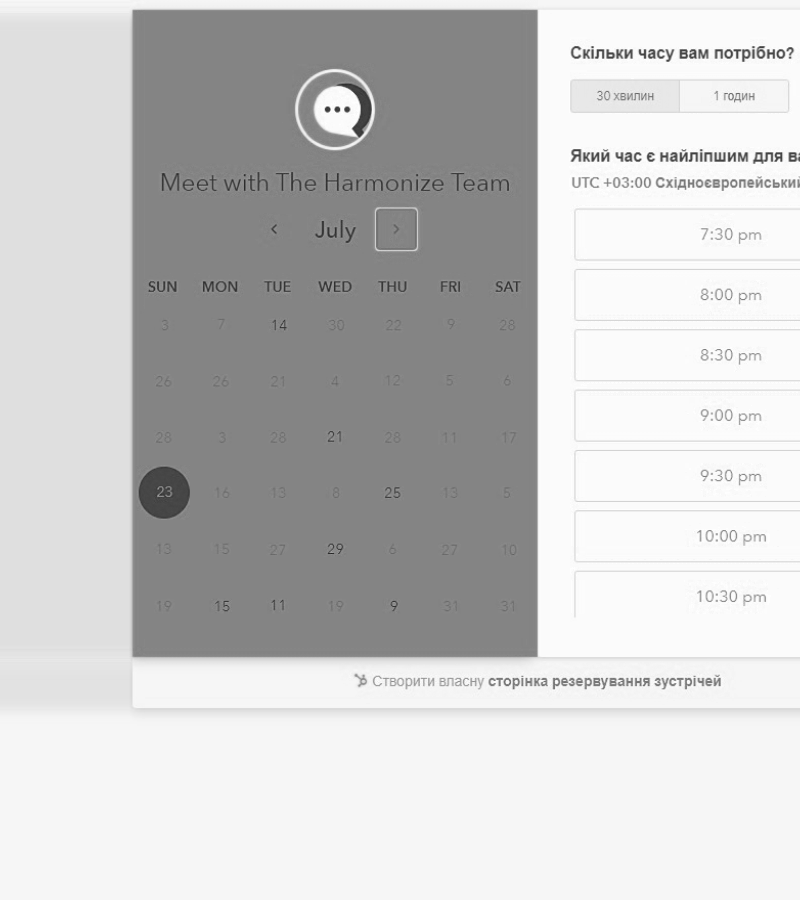 Meet with The Harmonize Team
July
SUN MON TUE WED THU FRI SAT
3 7 14 30 22 9 28
26 26 21 4 12 5 6
28 3 28 21 28 11 17
23 16 13 8 25 13 5
13 15 27 29 6 27 10
19 15 11 19 9 31 31
Скільки часу вам потрібно?
30 хвилин 1 годин
Який час є найліпшим для ва
UTC +03:00 Східноєвропейський
7:30 pm
8:00 pm
8:30 pm
9:00 pm
9:30 pm
10:00 pm
10:30 pm
Створити власну сторінка резервування зустрічей